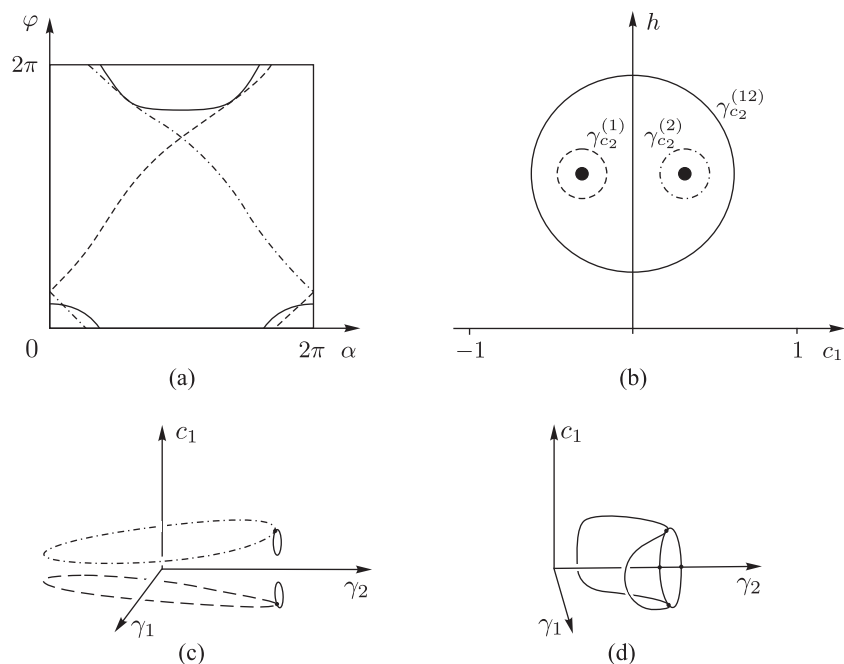 φ
2π
0
2π α
(a)
h
γ_{c_2}^{(12)}
γ_{c_2}^{(1)} γ_{c_2}^{(2)}
−1
1 c_1
(b)
c_1
γ_2
γ_1
(c)
c_1
γ_2
γ_1
(d)